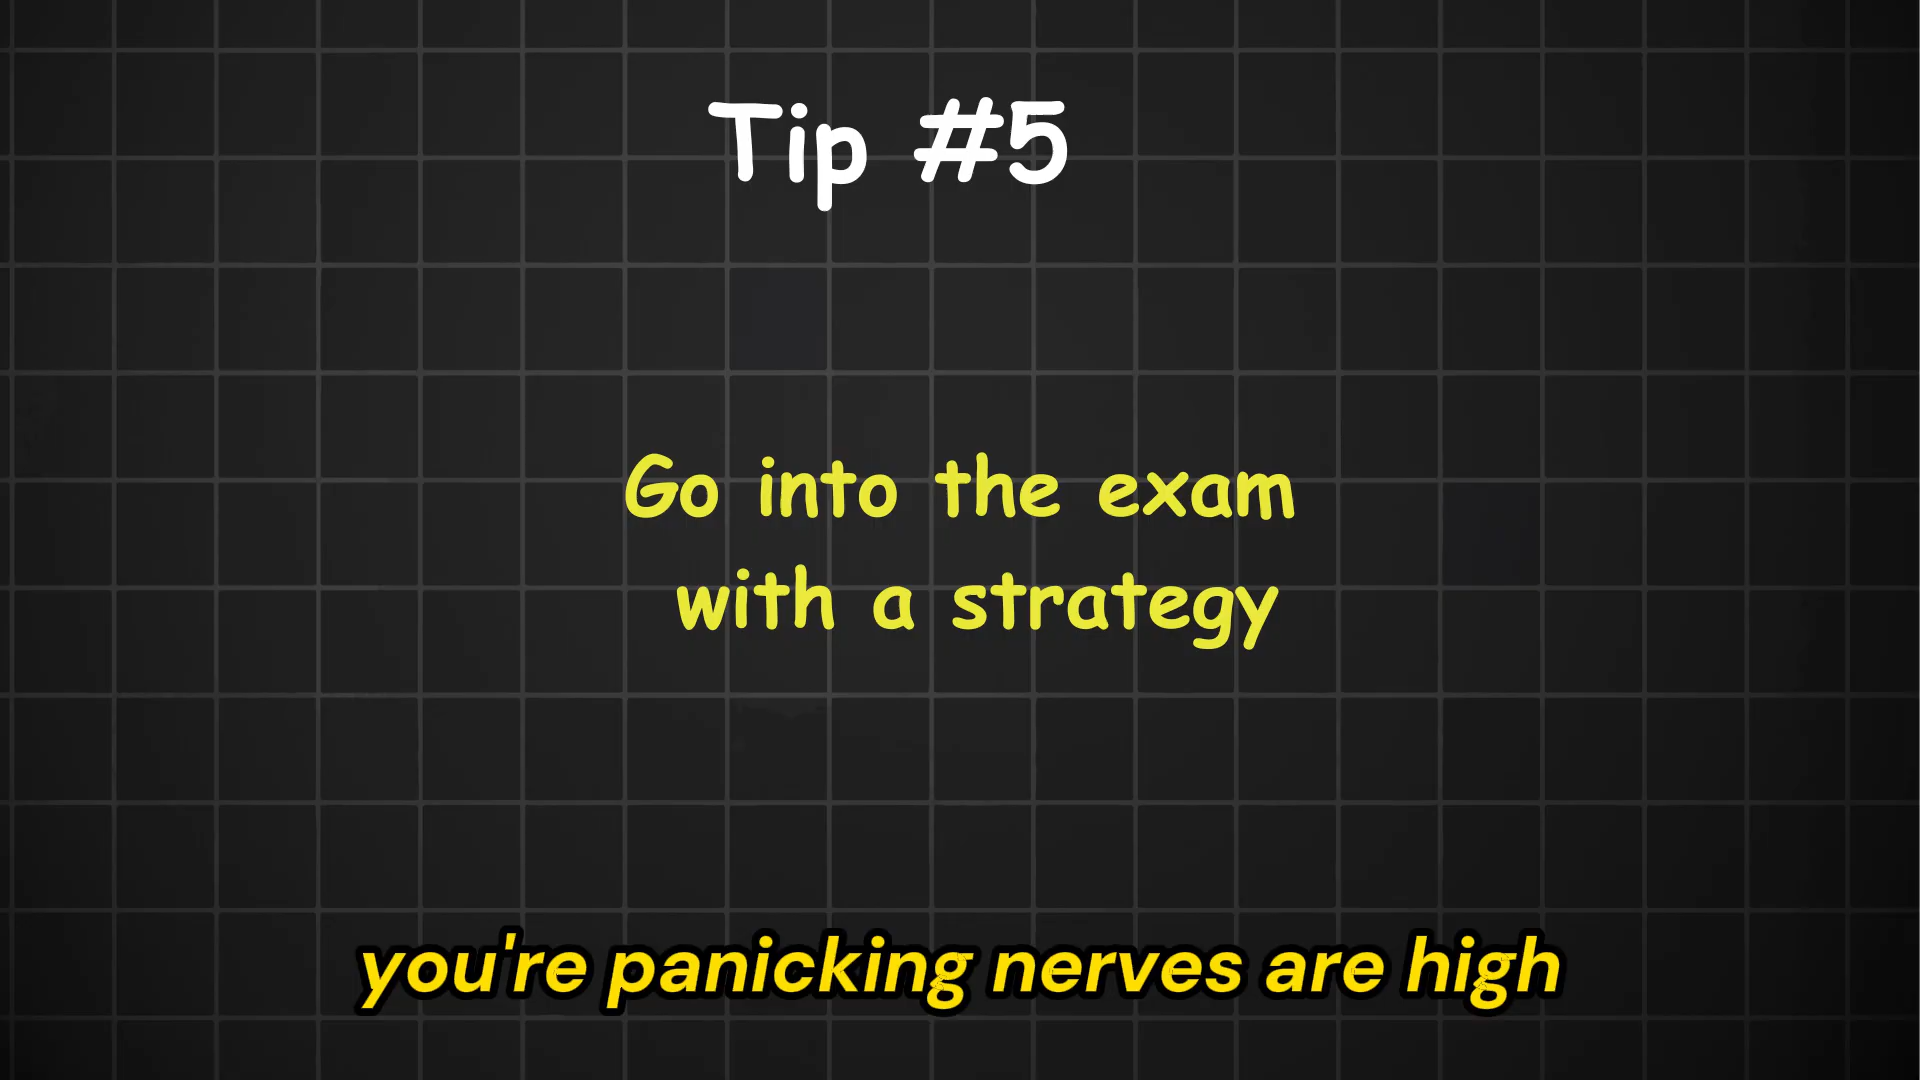 Tip #5
Go into the exam
with a strategy
you're panicking nerves are high